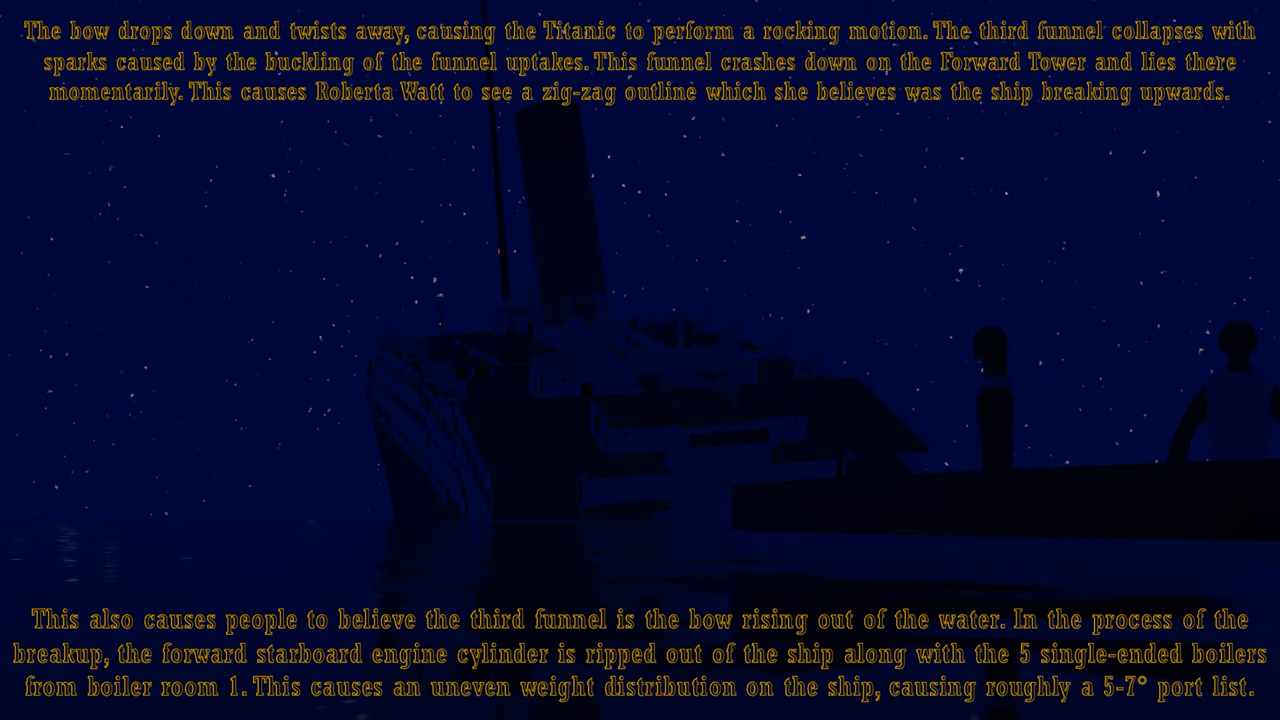 The bow drops down and twists away, causing the Titanic to perform a rocking motion. The third funnel collapses with
sparks caused by the buckling of the funnel uptakes. This funnel crashes down on the Forward Tower and lies there
momentarily. This causes Roberta Watt to see a zig-zag outline which she believes was the ship breaking upwards.
This also causes people to believe the third funnel is the bow rising out of the water. In the process of the
breakup, the forward starboard engine cylinder is ripped out of the ship along with the 5 single-ended boilers
from boiler room 1. This causes an uneven weight distribution on the ship, causing roughly a 5-7° port list.